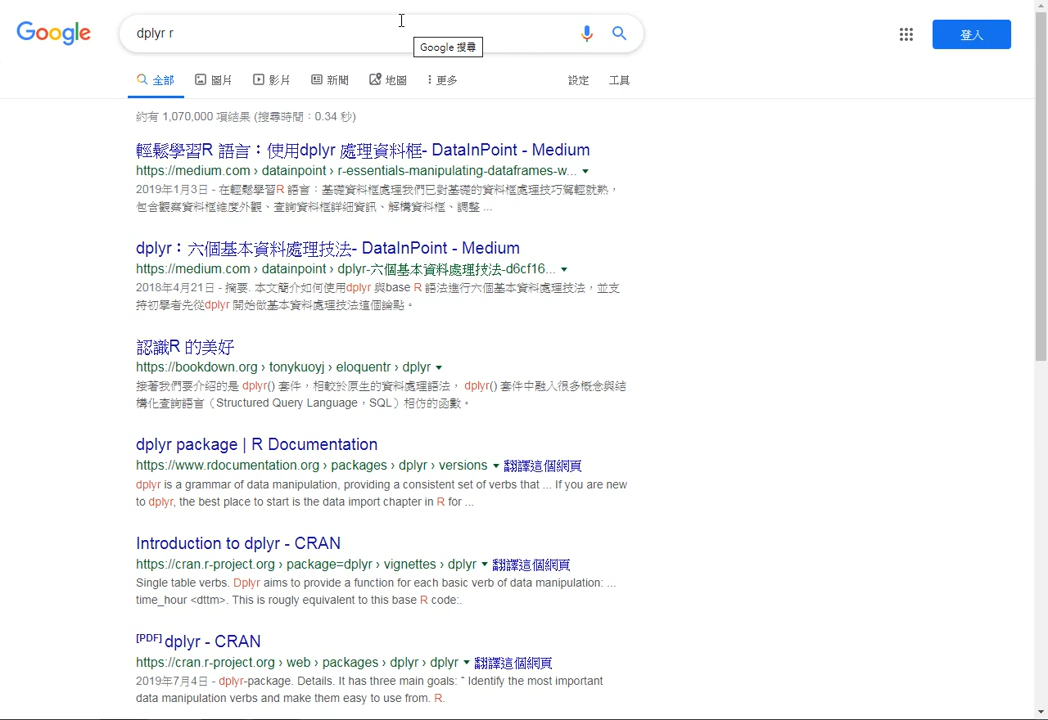 Google
dplyr r
Google 搜尋
登入
全部 圖片 影片 新聞 地圖 更多 設定 工具
約有 1,070,000 項結果 (搜尋時間：0.34 秒)
輕鬆學習R 語言：使用dplyr 處理資料框- DataInPoint - Medium
https://medium.com › datainpoint › r-essentials-manipulating-dataframes-w...
2019年1月3日 - 在輕鬆學習R 語言：基礎資料框處理我們已對基礎的資料框處理技巧駕輕就熟，
包含觀察資料框維度外觀、查詢資料框詳細資訊、解構資料框、調整 ...
dplyr：六個基本資料處理技法- DataInPoint - Medium
https://medium.com › datainpoint › dplyr-六個基本資料處理技法-d6cf16...
2018年4月21日 - 摘要. 本文簡介如何使用dplyr 與base R 語法進行六個基本資料處理技法，並支
持初學者先從dplyr 開始做基本資料處理技法這個論點。
認識R 的美好
https://bookdown.org › tonykuoyj › eloquentr › dplyr
接著我們要介紹的是 dplyr() 套件，相較於原生的資料處理語法， dplyr() 套件中融入很多概念與結
構化查詢語言（Structured Query Language，SQL）相仿的函數。
dplyr package | R Documentation
https://www.rdocumentation.org › packages › dplyr › versions 翻譯這個網頁
dplyr is a grammar of data manipulation, providing a consistent set of verbs that ... If you are new
to dplyr, the best place to start is the data import chapter in R for ...
Introduction to dplyr - CRAN
https://cran.r-project.org › package=dplyr › vignettes › dplyr 翻譯這個網頁
Single table verbs. Dplyr aims to provide a function for each basic verb of data manipulation: ...
time_hour <dttm>. This is rougly equivalent to this base R code:.
[PDF] dplyr - CRAN
https://cran.r-project.org › web › packages › dplyr › dplyr 翻譯這個網頁
2019年7月4日 - dplyr-package. Details. It has three main goals: ” Identify the most important
data manipulation verbs and make them easy to use from. R.